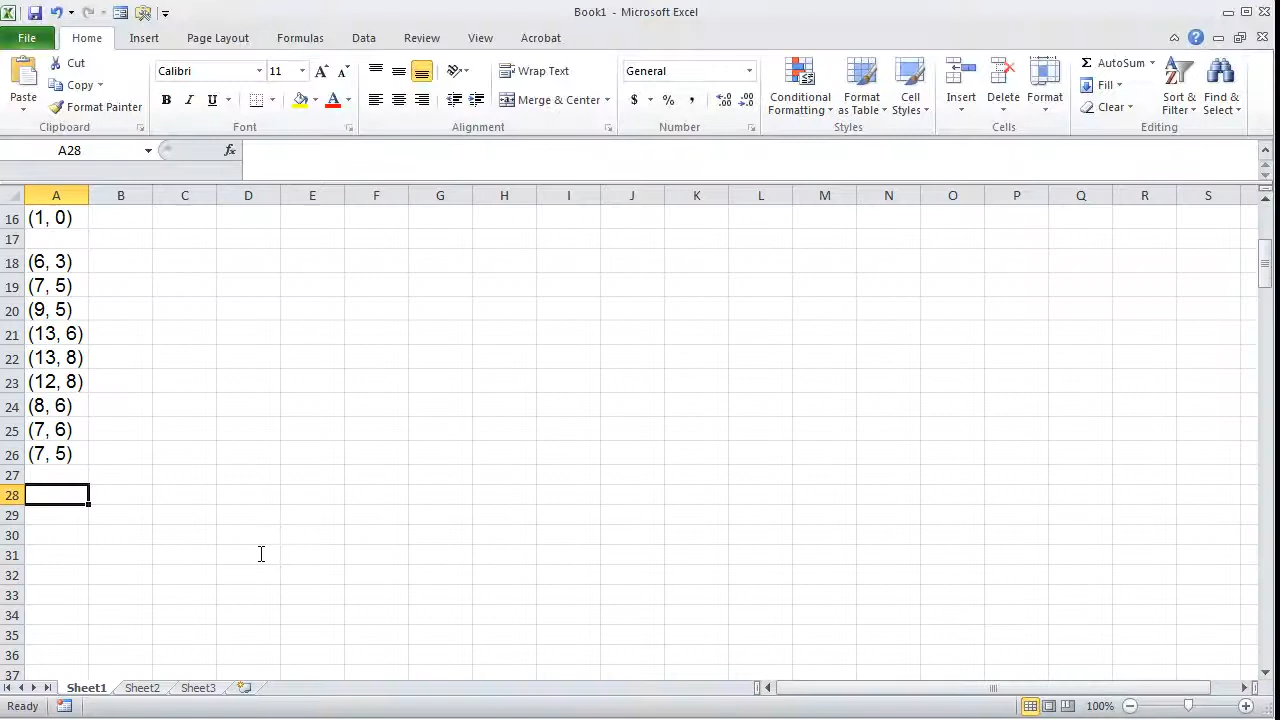 Book1 - Microsoft Excel
File Home Insert Page Layout Formulas Data Review View Acrobat
Paste
Cut
Copy
Format Painter
Clipboard
Calibri 11
B I U
Font
Wrap Text
Merge & Center
Alignment
General
$ % ,
Number
Conditional Formatting
Format as Table
Cell Styles
Styles
Insert
Delete
Format
Cells
AutoSum
Fill
Clear
Sort & Filter
Find & Select
Editing
A28 fx
A B C D E F G H I J K L M N O P Q R S
16 (1, 0)
17
18 (6, 3)
19 (7, 5)
20 (9, 5)
21 (13, 6)
22 (13, 8)
23 (12, 8)
24 (8, 6)
25 (7, 6)
26 (7, 5)
27
28
29
30
31
32
33
34
35
36
37
Sheet1 Sheet2 Sheet3
Ready 100%